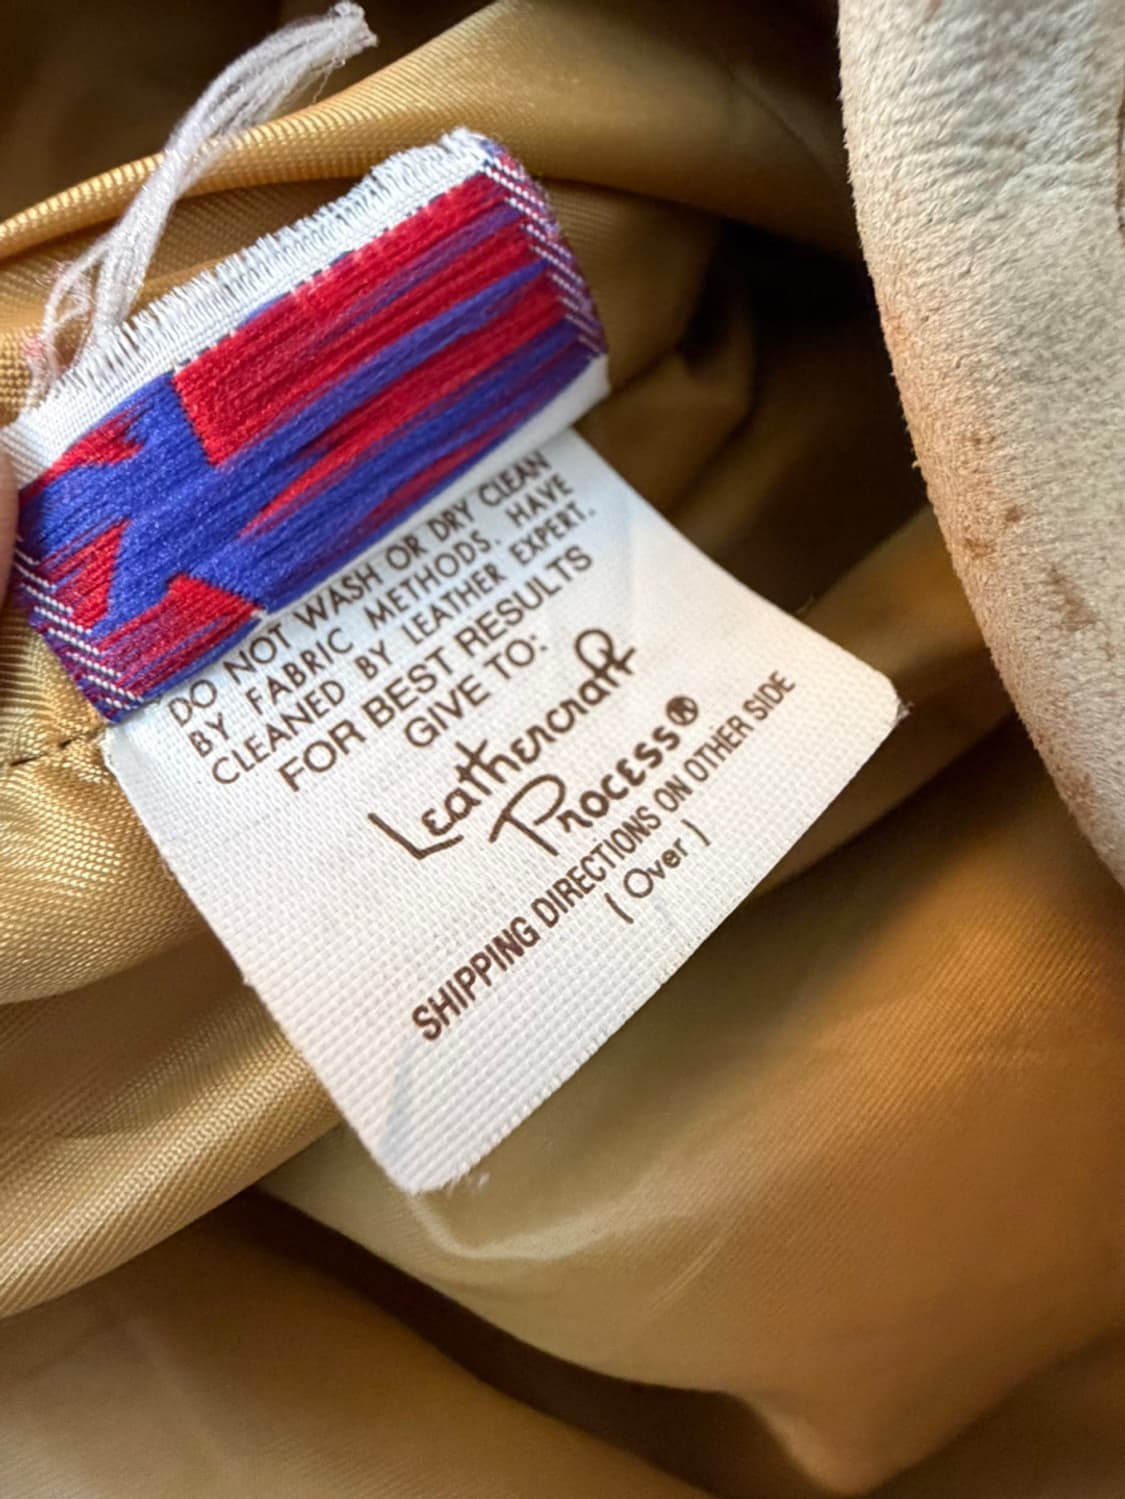 DO NOT WASH OR DRY CLEAN
BY FABRIC METHODS. HAVE
CLEANED BY LEATHER EXPERT.
FOR BEST RESULTS
GIVE TO:
Leathercraft
Process®
SHIPPING DIRECTIONS ON OTHER SIDE
(Over)